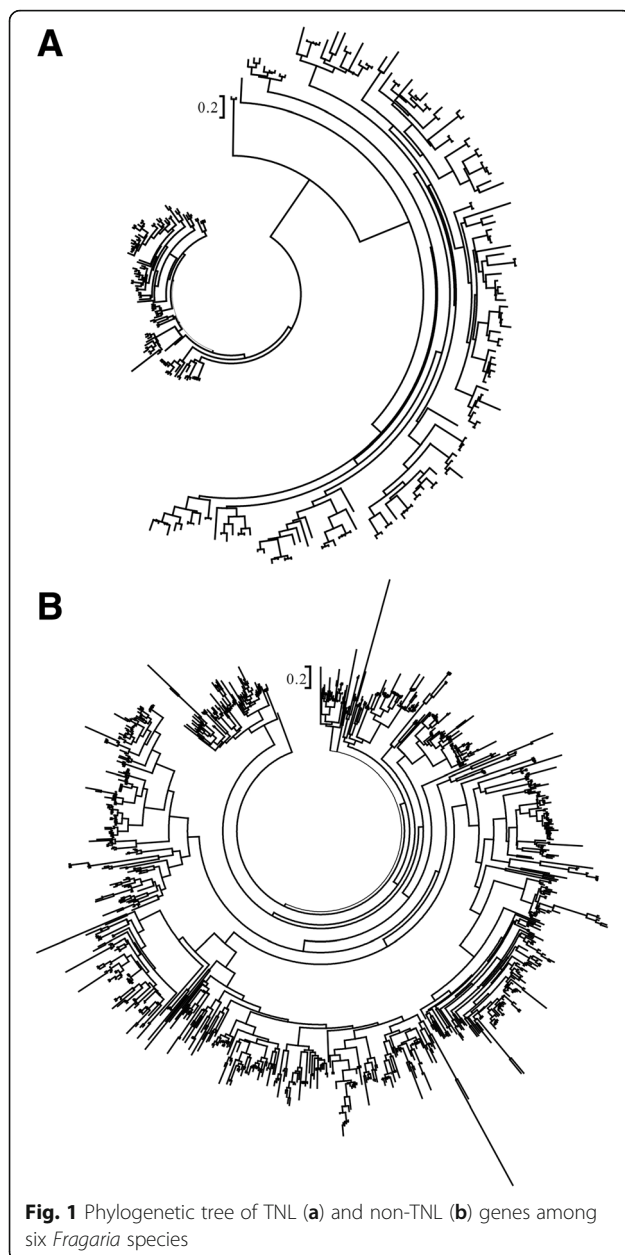 A
0.2
B
0.2
Fig. 1 Phylogenetic tree of TNL (a) and non-TNL (b) genes among
six Fragaria species